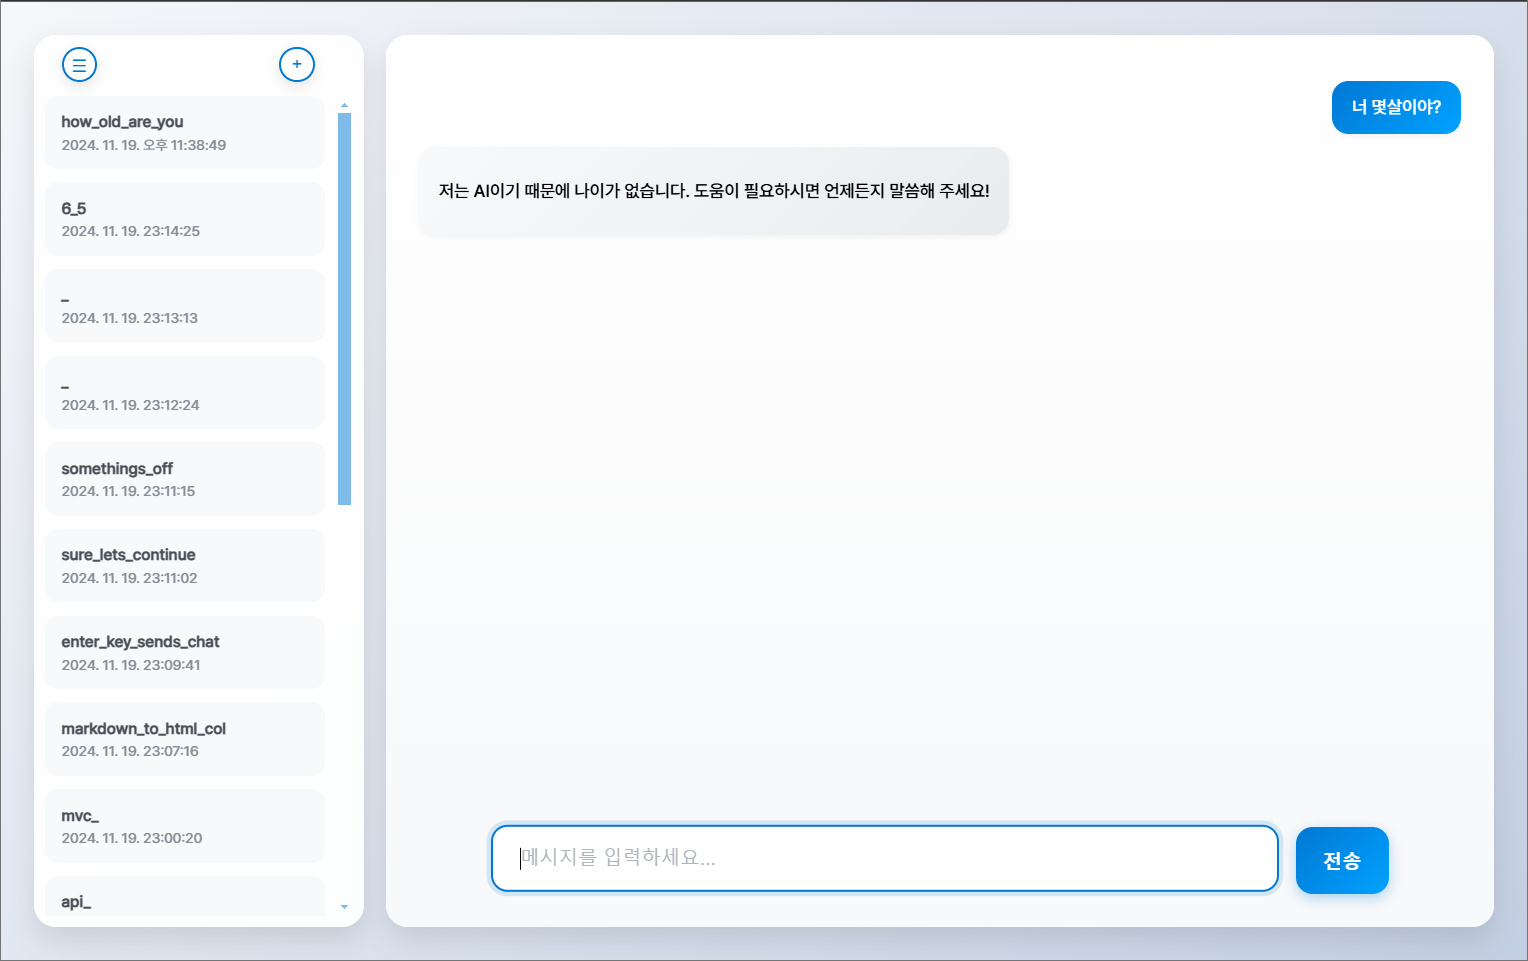 +
how_old_are_you
2024. 11. 19. 오후 11:38:49
6_5
2024. 11. 19. 23:14:25
_
2024. 11. 19. 23:13:13
_
2024. 11. 19. 23:12:24
somethings_off
2024. 11. 19. 23:11:15
sure_lets_continue
2024. 11. 19. 23:11:02
enter_key_sends_chat
2024. 11. 19. 23:09:41
markdown_to_html_col
2024. 11. 19. 23:07:16
mvc_
2024. 11. 19. 23:00:20
api_
너 몇살이야?
저는 AI이기 때문에 나이가 없습니다. 도움이 필요하시면 언제든지 말씀해 주세요!
메시지를 입력하세요...
전송